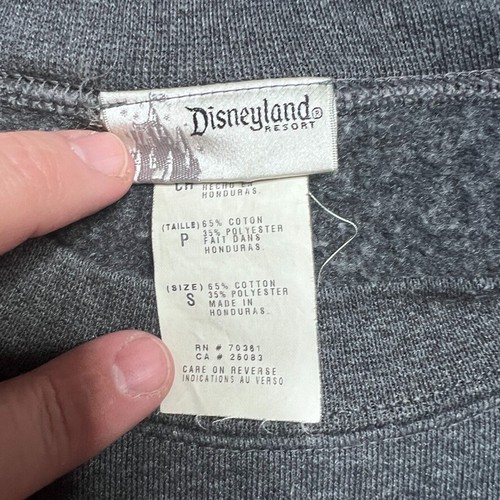 Disneyland®
RESORT
CH HECHO EN
HONDURAS.
(TAILLE) 65% COTON
P 35% POLYESTER
FAIT DANS
HONDURAS.
(SIZE) 65% COTTON
S 35% POLYESTER
MADE IN
HONDURAS.
RN # 70361
CA # 25083
CARE ON REVERSE
INDICATIONS AU VERSO